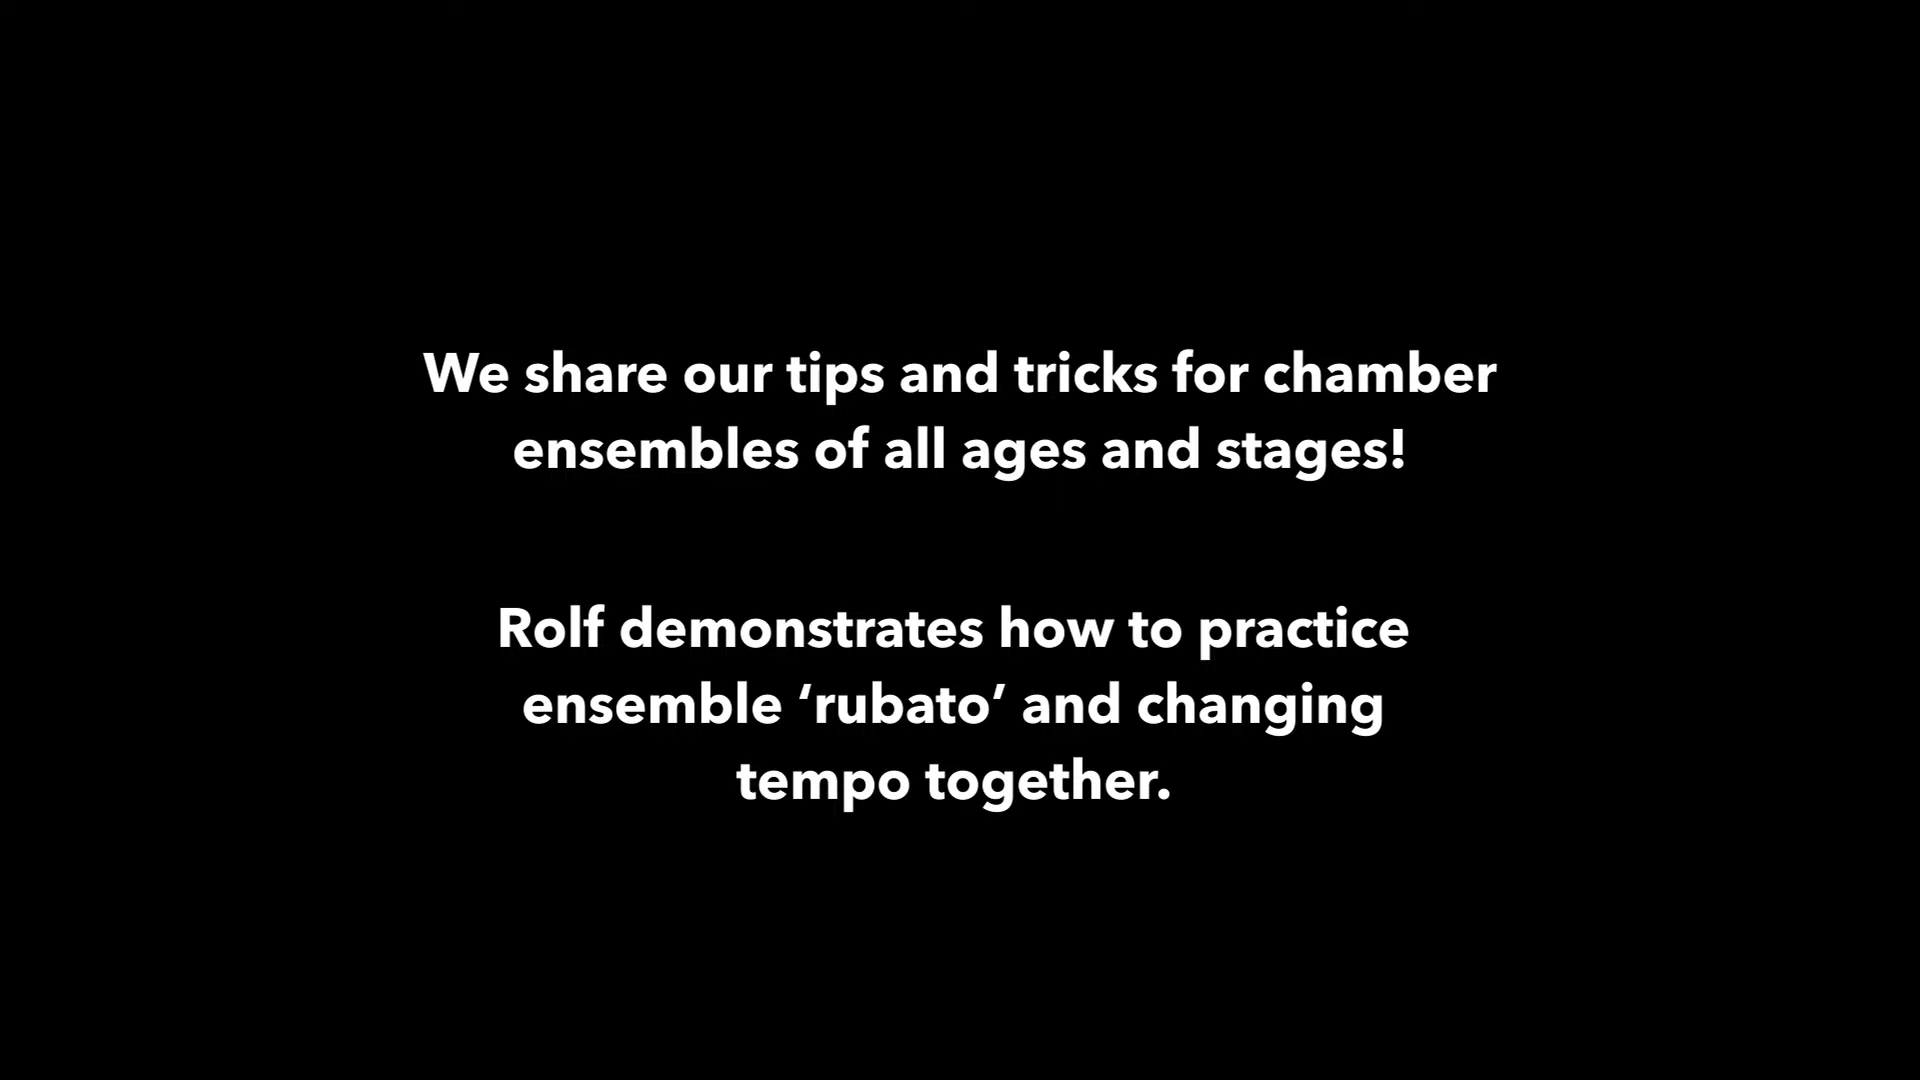 We share our tips and tricks for chamber
ensembles of all ages and stages!
Rolf demonstrates how to practice
ensemble ‘rubato’ and changing
tempo together.